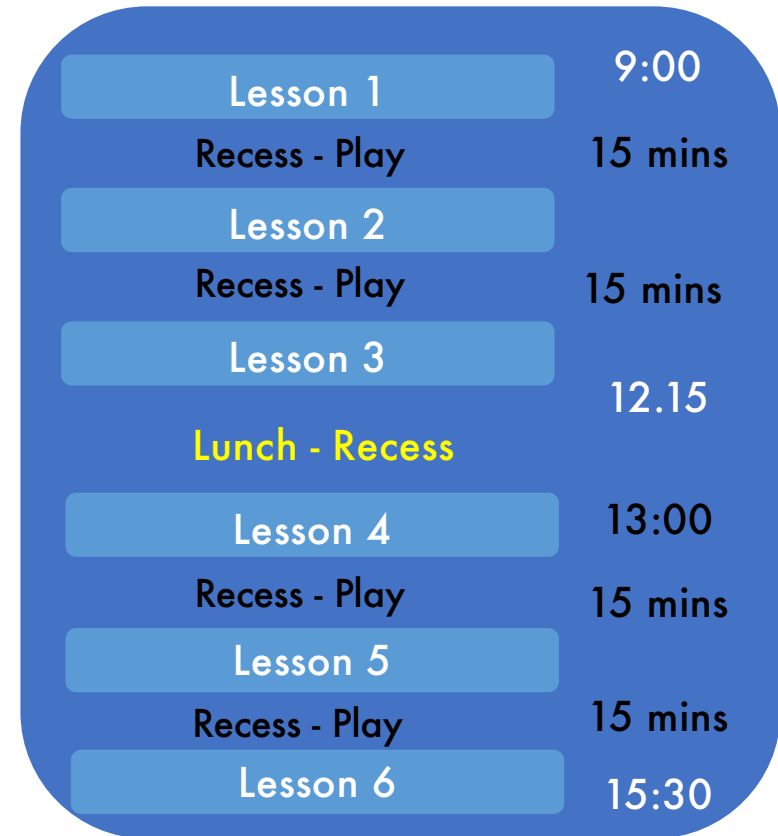 Lesson 1 9:00
Recess - Play 15 mins
Lesson 2
Recess - Play 15 mins
Lesson 3
12.15
Lunch - Recess
Lesson 4 13:00
Recess - Play 15 mins
Lesson 5
Recess - Play 15 mins
Lesson 6 15:30